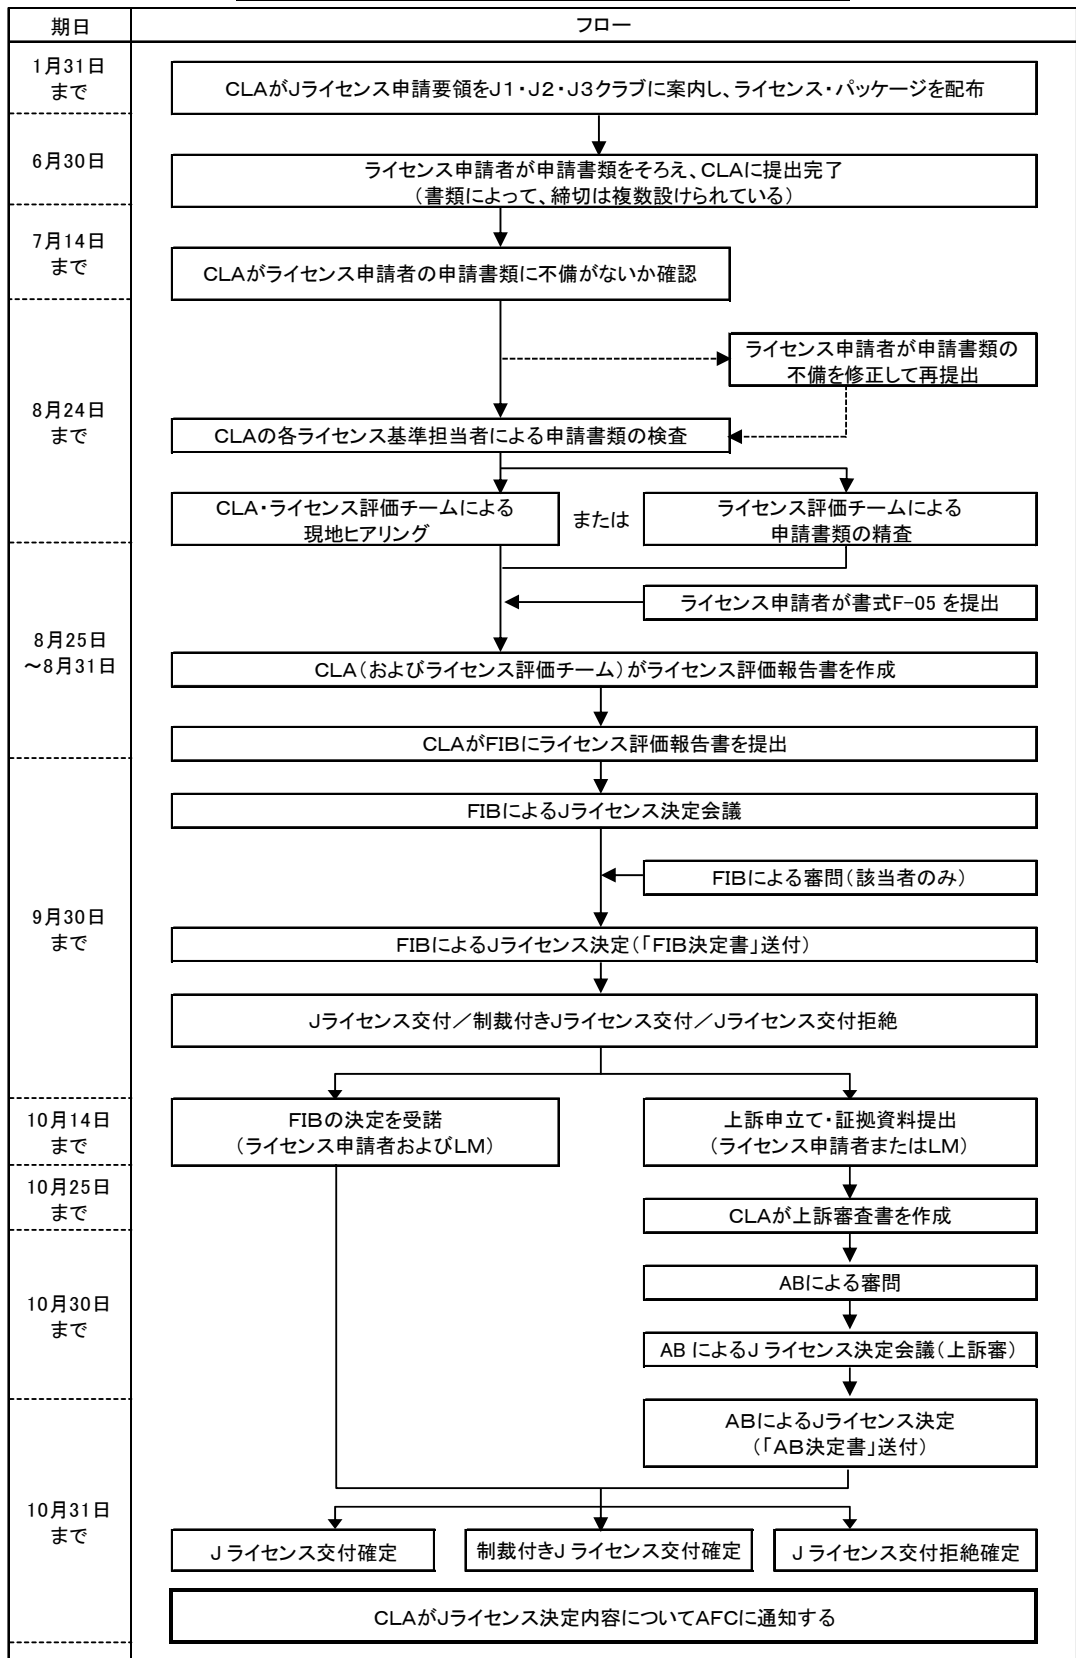 期日
フロー
1月31日
まで
CLAがJライセンス申請要領をJ1・J2・J3クラブに案内し、ライセンス・パッケージを配布
6月30日
ライセンス申請者が申請書類をそろえ、CLAに提出完了
（書類によって、締切は複数設けられている）
7月14日
まで
CLAがライセンス申請者の申請書類に不備がないか確認
8月24日
まで
ライセンス申請者が申請書類の
不備を修正して再提出
CLAの各ライセンス基準担当者による申請書類の検査
CLA・ライセンス評価チームによる
現地ヒアリング
または
ライセンス評価チームによる
申請書類の精査
8月25日
～8月31日
ライセンス申請者が書式F-05 を提出
CLA（およびライセンス評価チーム）がライセンス評価報告書を作成
CLAがFIBにライセンス評価報告書を提出
9月30日
まで
FIBによるJライセンス決定会議
FIBによる審問（該当者のみ）
FIBによるJライセンス決定（「FIB決定書」送付）
Jライセンス交付／制裁付きJライセンス交付／Jライセンス交付拒絶
10月14日
まで
FIBの決定を受諾
（ライセンス申請者およびLM）
上訴申立て・証拠資料提出
（ライセンス申請者またはLM）
10月25日
まで
CLAが上訴審査書を作成
10月30日
まで
ABによる審問
AB によるJ ライセンス決定会議（上訴審）
10月31日
まで
ABによるJライセンス決定
（「AB決定書」送付）
J ライセンス交付確定
制裁付きJ ライセンス交付確定
J ライセンス交付拒絶確定
CLAがJライセンス決定内容についてAFCに通知する